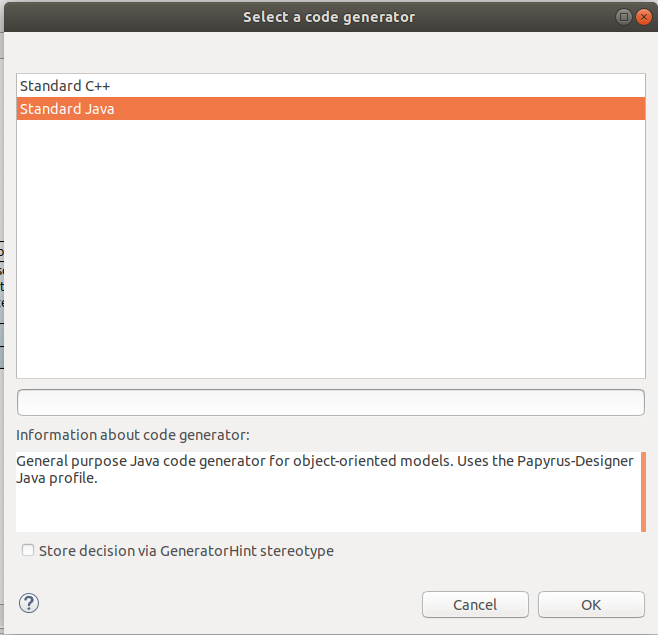 Select a code generator
Standard C++
Standard Java
Information about code generator:
General purpose Java code generator for object-oriented models. Uses the Papyrus-Designer
Java profile.
Store decision via GeneratorHint stereotype
?
Cancel
OK